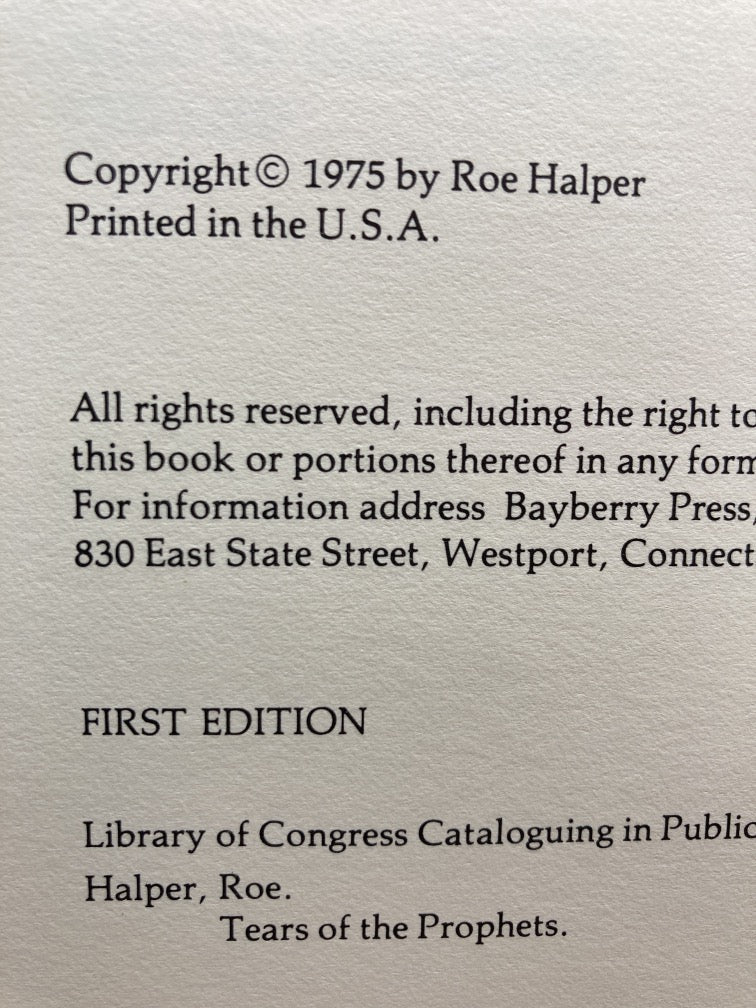 Copyright © 1975 by Roe Halper
Printed in the U.S.A.
All rights reserved, including the right to
this book or portions thereof in any form
For information address Bayberry Press,
830 East State Street, Westport, Connect
FIRST EDITION
Library of Congress Cataloguing in Public
Halper, Roe.
Tears of the Prophets.